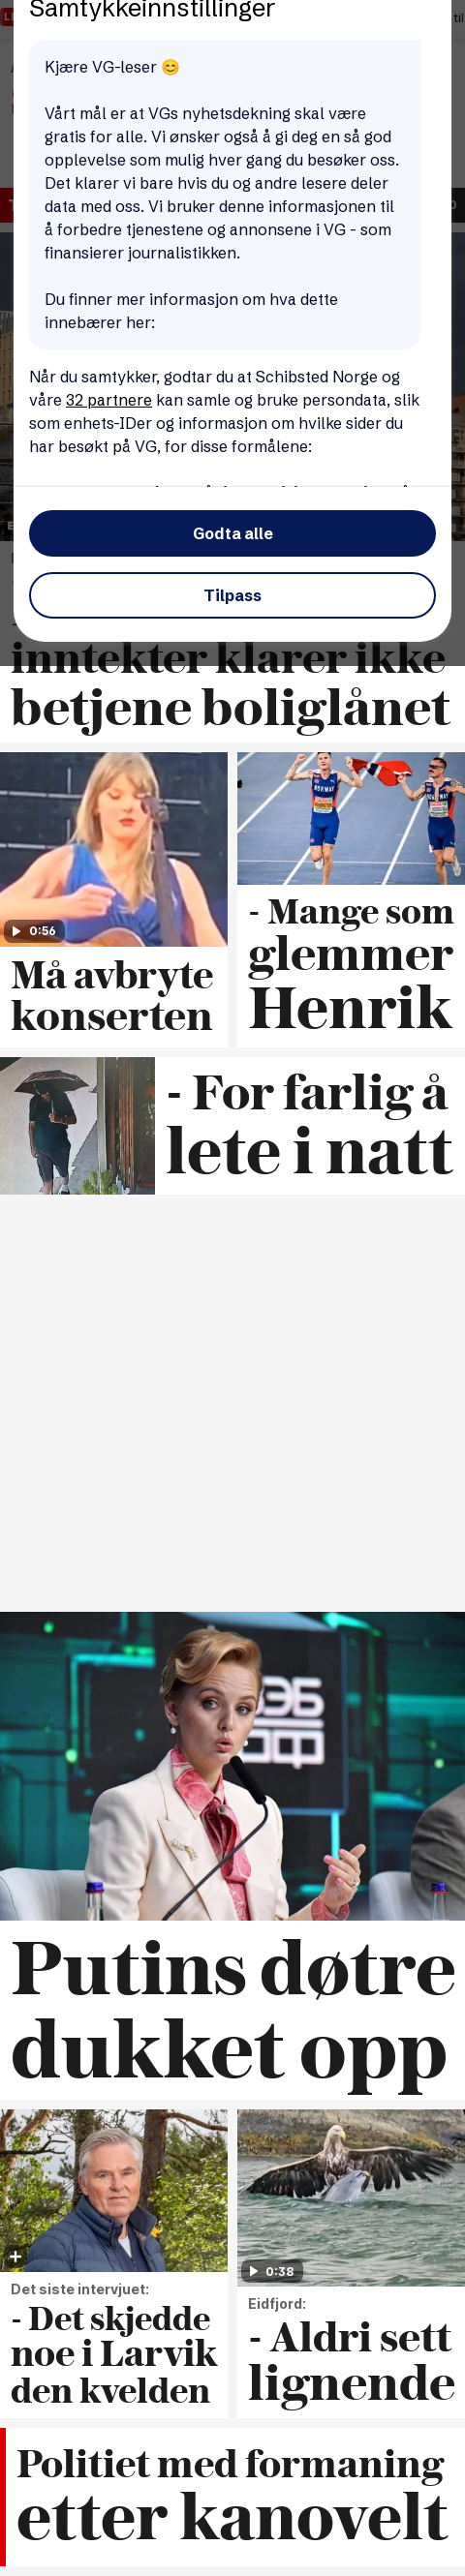 Samtykkeinnstillinger
Kjære VG-leser 😊
Vårt mål er at VGs nyhetsdekning skal være
gratis for alle. Vi ønsker også å gi deg en så god
opplevelse som mulig hver gang du besøker oss.
Det klarer vi bare hvis du og andre lesere deler
data med oss. Vi bruker denne informasjonen til
å forbedre tjenestene og annonsene i VG - som
finansierer journalistikken.
Du finner mer informasjon om hva dette
innebærer her:
Når du samtykker, godtar du at Schibsted Norge og
våre 32 partnere kan samle og bruke persondata, slik
som enhets-IDer og informasjon om hvilke sider du
har besøkt på VG, for disse formålene:
Godta alle
Tilpass
inntekter klarer ikke
betjene boliglånet
NORWAY
NORWAY
0:56
Må avbryte
konserten
- Mange som
glemmer
Henrik
- For farlig å
lete i natt
Putins døtre
dukket opp
Det siste intervjuet:
- Det skjedde
noe i Larvik
den kvelden
0:38
Eidfjord:
- Aldri sett
lignende
Politiet med formaning
etter kanovelt